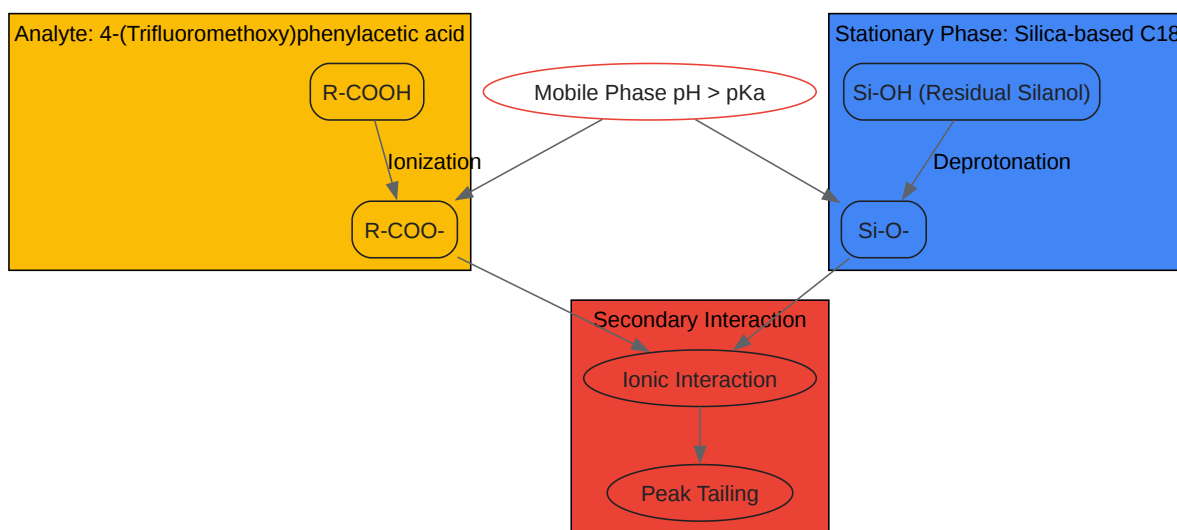 Analyte: 4-(Trifluoromethoxy)phenylacetic acid
Stationary Phase: Silica-based C18
R-COOH
Mobile Phase pH > pKa
Si-OH (Residual Silanol)
Ionization
Deprotonation
R-COO-
Si-O-
Secondary Interaction
Ionic Interaction
Peak Tailing